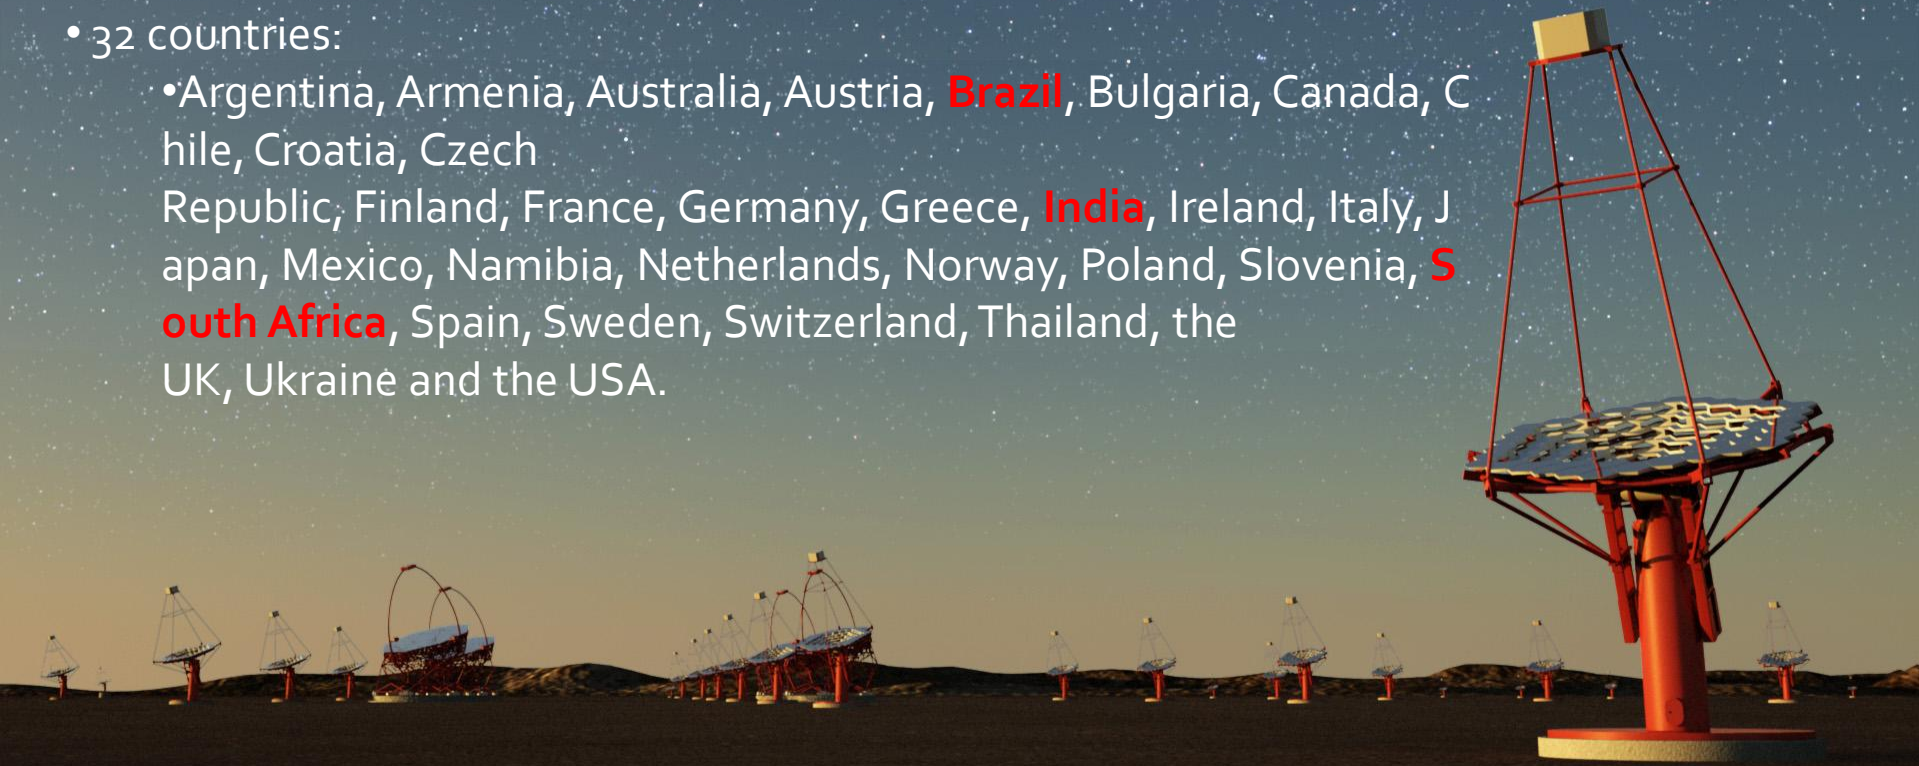 • 32 countries:
•Argentina, Armenia, Australia, Austria, Brazil, Bulgaria, Canada, C
hile, Croatia, Czech
Republic, Finland, France, Germany, Greece, India, Ireland, Italy, J
apan, Mexico, Namibia, Netherlands, Norway, Poland, Slovenia, S
outh Africa, Spain, Sweden, Switzerland, Thailand, the
UK, Ukraine and the USA.